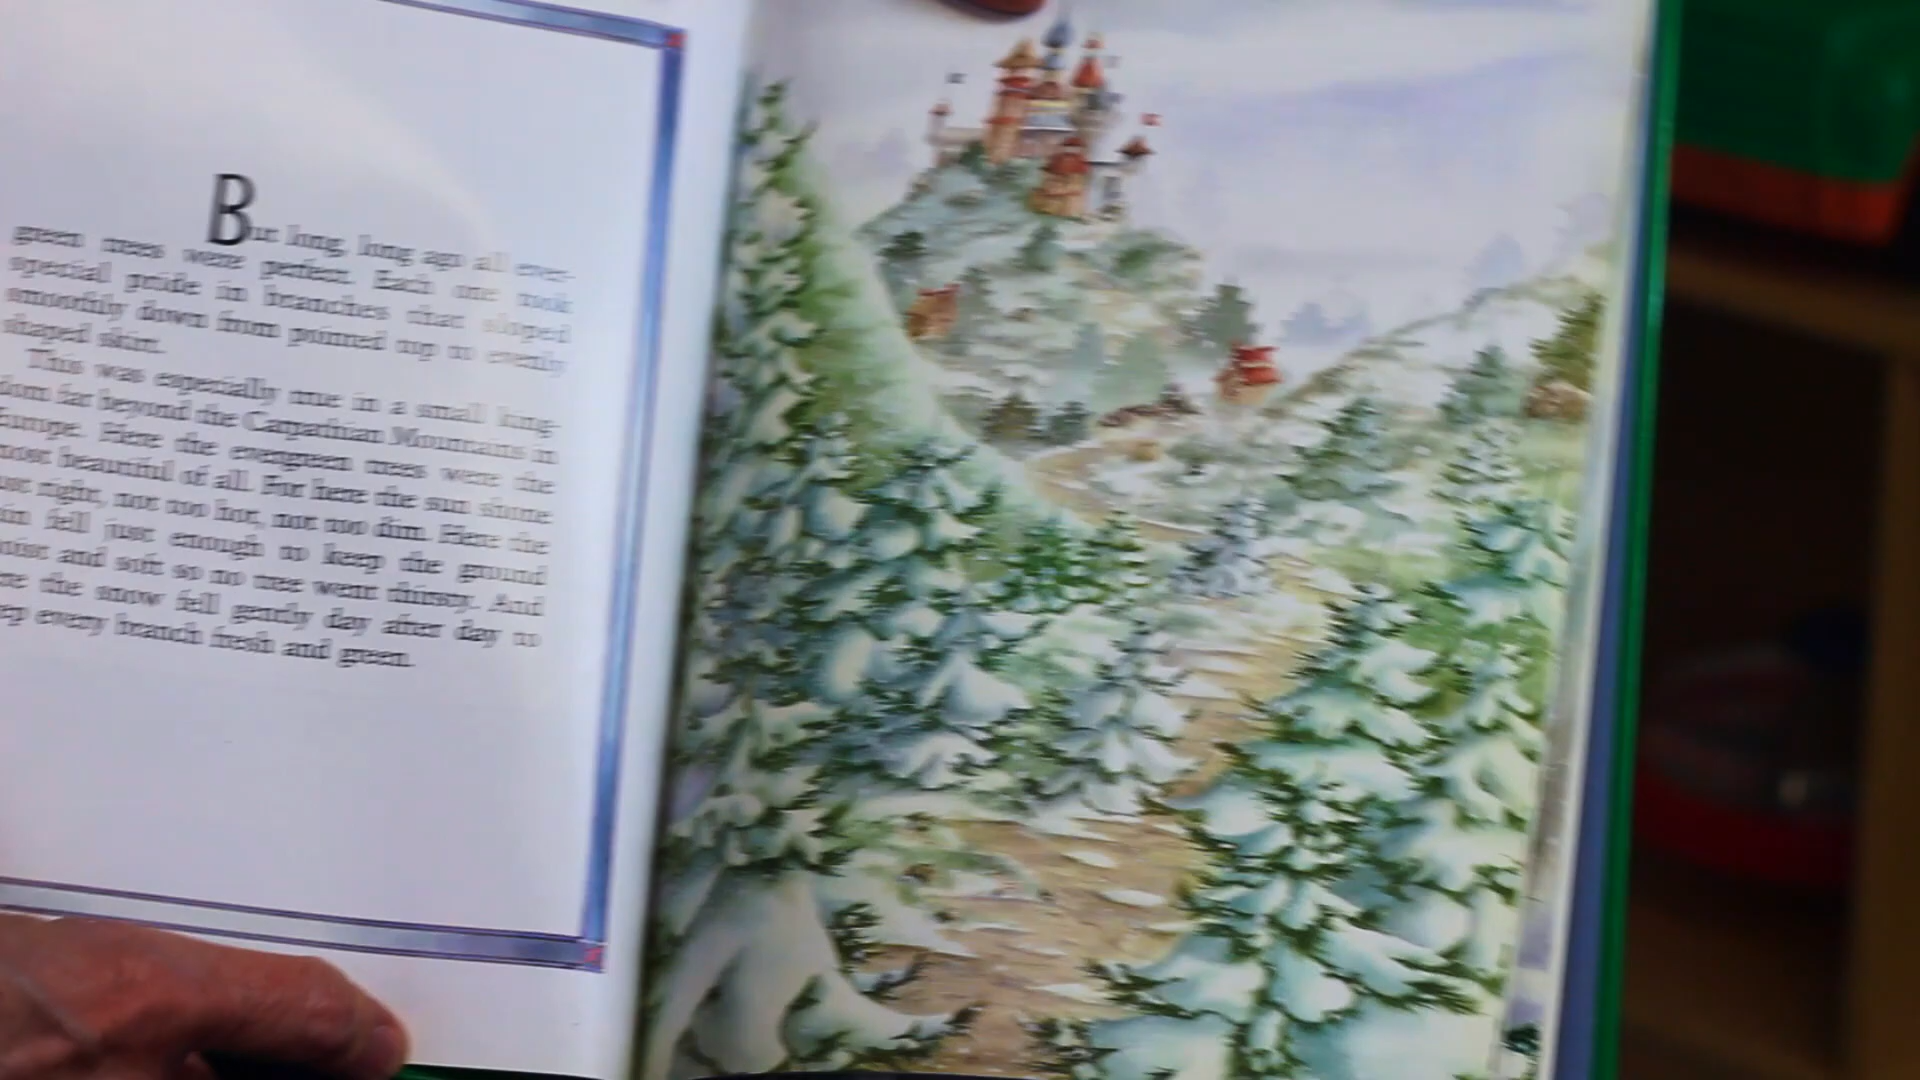 But long, long ago all ever-
green trees were perfect. Each one took
special pride in branches that sloped
smoothly down from pointed top to evenly
shaped skirt.
This was especially true in a small king-
dom far beyond the Carpathian Mountains in
Europe. Here the evergreen trees were the
most beautiful of all. For here the sun shone
just right, not too hot, not too dim. Here the
rain fell just enough to keep the ground
moist and soft so no tree went thirsty. And
here the snow fell gently day after day to
keep every branch fresh and green.